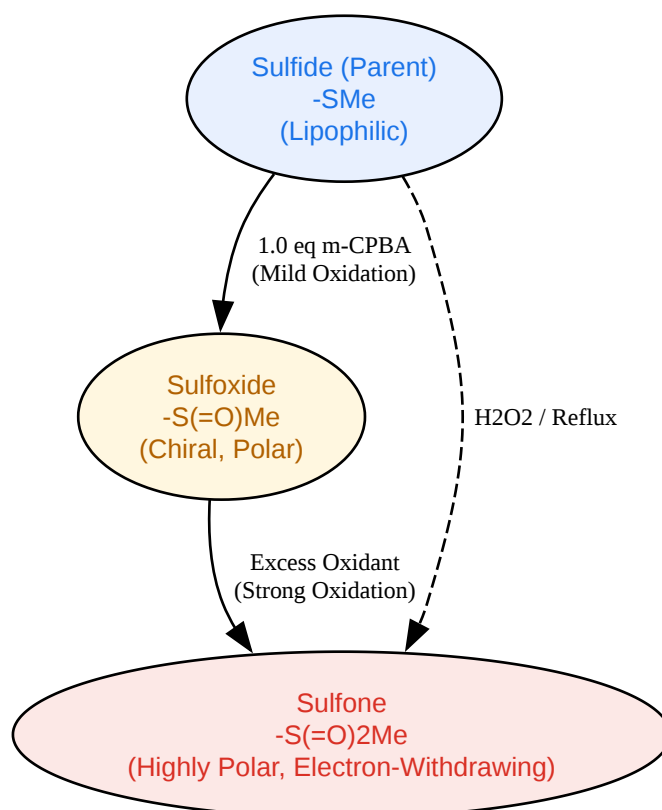 Sulfide (Parent)
-SMe
(Lipophilic)
1.0 eq m-CPBA
(Mild Oxidation)
Sulfoxide
-S(=O)Me
(Chiral, Polar)
H2O2 / Reflux
Excess Oxidant
(Strong Oxidation)
Sulfone
-S(=O)2Me
(Highly Polar, Electron-Withdrawing)